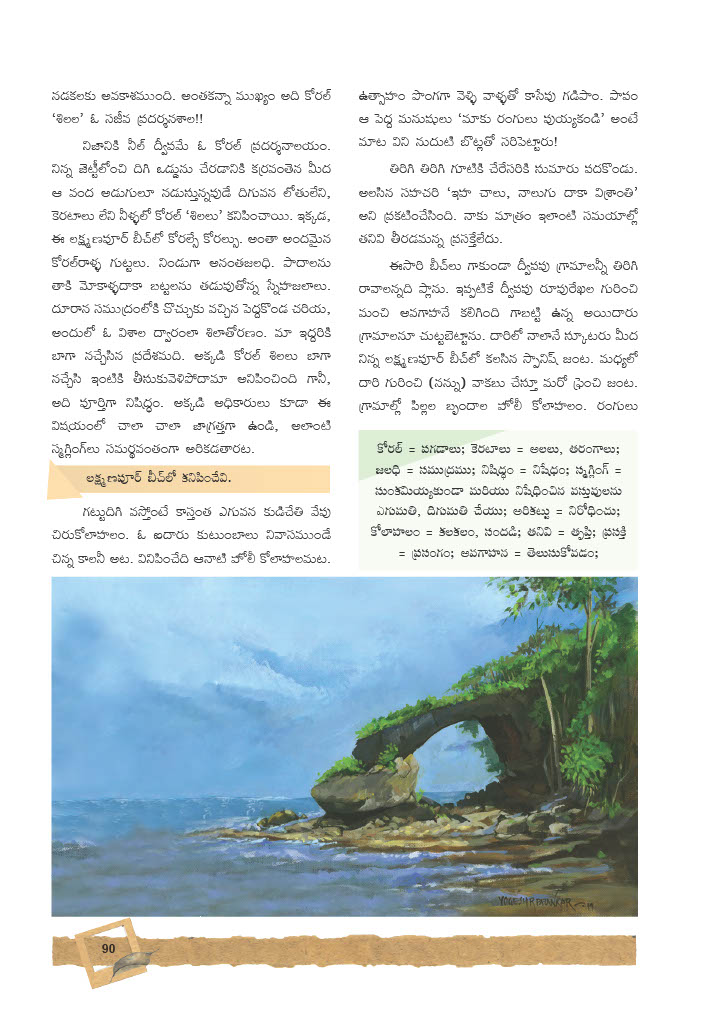 నడకలకు అవకాశముంది. అంతకన్నా ముఖ్యం అది కోరల్
‘శిలల’ ఓ సజీవ ప్రదర్శనశాల!!
నిజానికి నీల్ ద్వీపమే ఓ కోరల్ ప్రదర్శనాలయం.
నిన్న జెట్టీలోంచి దిగి ఒడ్డును చేరడానికి కర్రవంతెన మీద
ఆ వంద అడుగులూ నడుస్తున్నవుడే దిగువన లోతులేని,
కెరటాలు లేని నీళ్ళలో కోరల్ ‘శిలలు’ కనిపించాయి. ఇక్కడ,
ఈ లక్ష్మణవూర్ బీచ్‌లో కోరల్సే కోరల్సు. అంతా అందమైన
కోరల్‌రాళ్ళ గుట్టలు. నిండుగా అనంతజలధి. పాదాలను
తాకి మోకాళ్ళదాకా బట్టలను తడువుతోన్న స్నేహజలాలు.
దూరాన సముద్రంలోకి చొచ్చుకు వచ్చిన పెద్దకొండ చరియ,
అందులో ఓ విశాల ద్వారంలా శిలాతోరణం. మా ఇద్దరికి
బాగా నచ్చేసిన ప్రదేశమది. అక్కడి కోరల్ శిలలు బాగా
నచ్చేసి ఇంటికి తీసుకువెళిపోదామా అనిపించింది గానీ,
అది వూర్తిగా నిషిద్ధం. అక్కడి అధికారులు కూడా ఈ
విషయంలో చాలా చాలా జాగ్రత్తగా ఉండి, అలాంటి
స్మగ్లింగ్‌లు సమర్థవంతంగా అరికడతారట.
లక్ష్మణవూర్ బీచ్‌లో కనిపించేవి.
గట్టుదిగి వస్తోంటే కాస్తంత ఎగువన కుడిచేతి వేవు
చిరుకోలాహలం. ఓ ఐదారు కుటుంబాలు నివాసముండే
చిన్న కాలనీ అట. వినిపించేది ఆనాటి హోలీ కోలాహలమట.
ఉత్సాహం పొంగగా వెళ్ళి వాళ్ళతో కాసేవు గడిపాం. పాపం
ఆ పెద్ద మనుషులు ‘మాకు రంగులు వుయ్యకండి’ అంటే
మాట విని నుదుటి బొట్లతో సరిపెట్టారు!
తిరిగి తిరిగి గూటికి చేరేసరికి సుమారు పదకొండు.
అలసిన సహచరి ‘ఇహ చాలు, నాలుగు దాకా విశ్రాంతి’
అని ప్రకటించేసింది. నాకు మాత్రం ఇలాంటి సమయాల్లో
తనివి తీరడమన్న ప్రసక్తేలేదు.
ఈసారి బీచ్‌లు గాకుండా ద్వీపవు గ్రామాలన్నీ తిరిగి
రావాలన్నది ప్లాను. ఇప్పటికే ద్వీపవు రూవురేఖల గురించి
మంచి అవగాహనే కలిగింది గాబట్టి ఉన్న అయిదారు
గ్రామాలనూ చుట్టబెట్టాను. దారిలో నాలానే స్కూటరు మీద
నిన్న లక్ష్మణవూర్ బీచ్‌లో కలసిన స్పానిష్ జంట. మధ్యలో
దారి గురించి (నన్ను) వాకబు చేస్తూ మరో ఫ్రెంచి జంట.
గ్రామాల్లో పిల్లల బృందాల హోలీ కోలాహలం. రంగులు
కోరల్ = పగడాలు; కెరటాలు = అలలు, తరంగాలు;
జలధి = సముద్రము; నిషిద్ధం = నిషేధం; స్మగ్లింగ్ =
సుంకమియ్యకుండా మరియు నిషేధించిన వస్తువులను
ఎగుమతి, దిగుమతి చేయు; అరికట్టు = నిరోధించు;
కోలాహలం = కలకలం, సందడి; తనివి = తృప్తి; ప్రసక్తి
= ప్రసంగం; అవగాహన = తెలుసుకోవడం;
YOGESH R PATANKAR
90